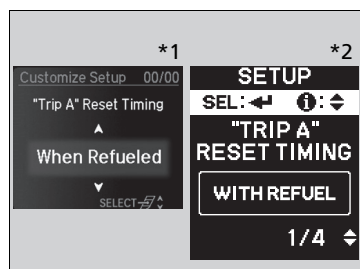 *1
Customize Setup 00/00
"Trip A" Reset Timing
When Refueled
SELECT
*2
SETUP
SEL: i:
"TRIP A"
RESET TIMING
WITH REFUEL
1/4